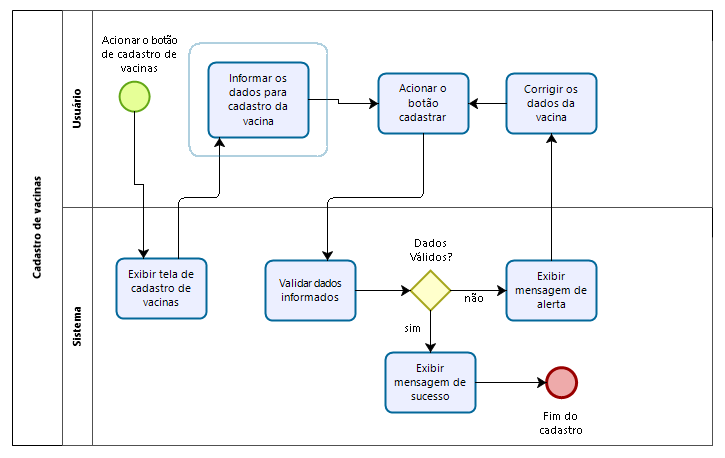 Cadastro de vacinas
Usuário
Acionar o botão
de cadastro de
vacinas
Informar os
dados para
cadastro da
vacina
Acionar o
botão
cadastrar
Corrigir os
dados da
vacina
Sistema
Exibir tela de
cadastro de
vacinas
Validar dados
informados
Dados
Válidos?
não
sim
Exibir
mensagem de
alerta
Exibir
mensagem de
sucesso
Fim do
cadastro